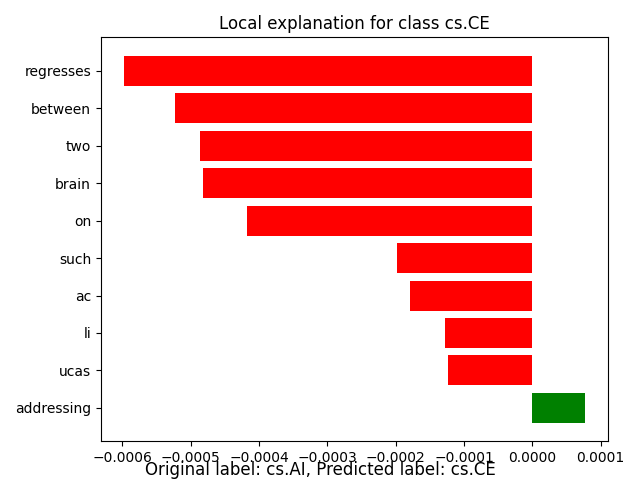 Local explanation for class cs.CE
regresses
between
two
brain
on
such
ac
li
ucas
addressing
−0.0006 −0.0005 −0.0004 −0.0003 −0.0002 −0.0001 0.0000 0.0001
Original label: cs.AI, Predicted label: cs.CE